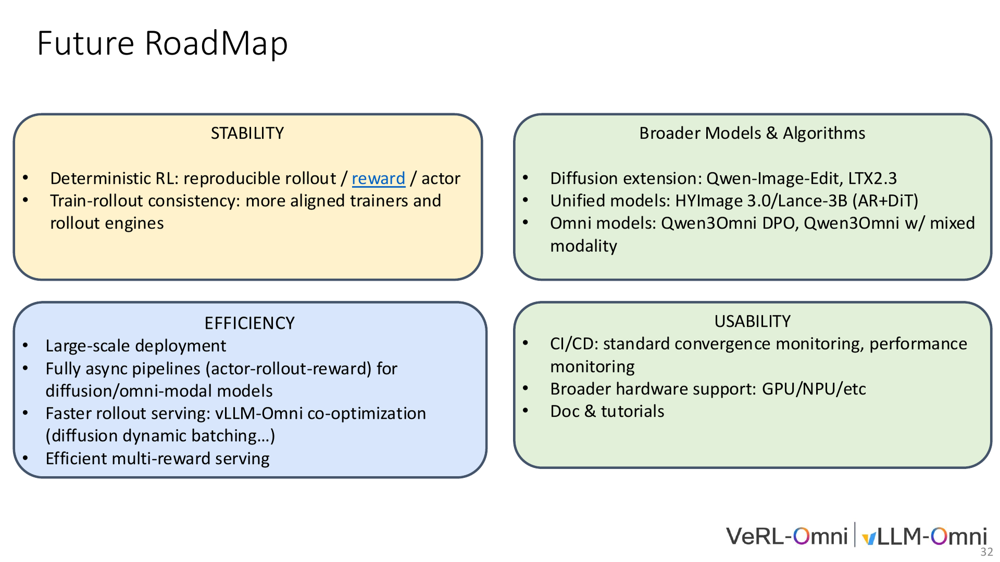 Future RoadMap
STABILITY
• Deterministic RL: reproducible rollout / reward / actor
• Train-rollout consistency: more aligned trainers and
rollout engines
Broader Models & Algorithms
• Diffusion extension: Qwen-Image-Edit, LTX2.3
• Unified models: HYImage 3.0/Lance-3B (AR+DiT)
• Omni models: Qwen3Omni DPO, Qwen3Omni w/ mixed
modality
EFFICIENCY
• Large-scale deployment
• Fully async pipelines (actor-rollout-reward) for
diffusion/omni-modal models
• Faster rollout serving: vLLM-Omni co-optimization
(diffusion dynamic batching…)
• Efficient multi-reward serving
USABILITY
• CI/CD: standard convergence monitoring, performance
monitoring
• Broader hardware support: GPU/NPU/etc
• Doc & tutorials
VeRL-Omni | vLLM-Omni
32